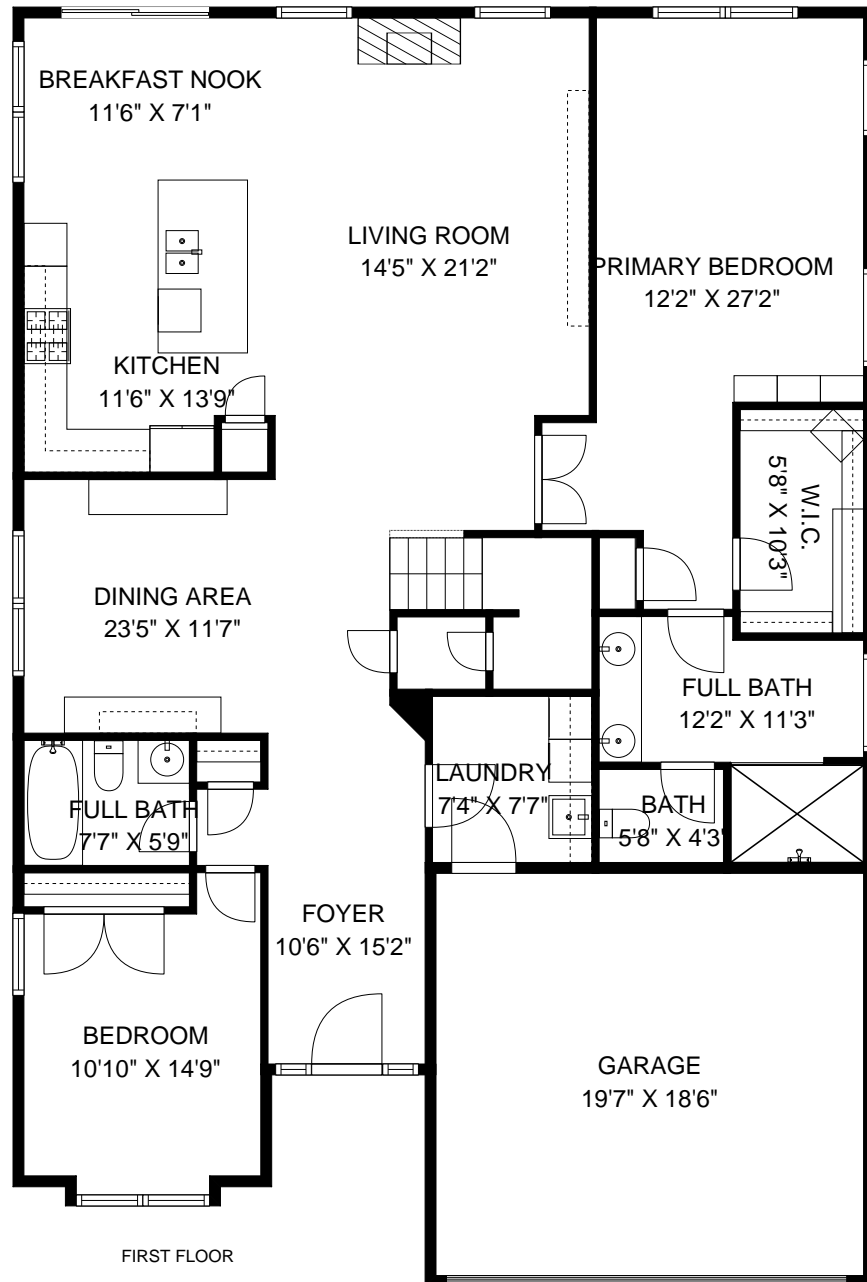 BREAKFAST NOOK
11'6" X 7'1"
LIVING ROOM
14'5" X 21'2"
PRIMARY BEDROOM
12'2" X 27'2"
KITCHEN
11'6" X 13'9"
W.I.C.
5'8" X 10'3"
DINING AREA
23'5" X 11'7"
FULL BATH
12'2" X 11'3"
LAUNDRY
7'4" X 7'7"
BATH
5'8" X 4'3"
FULL BATH
7'7" X 5'9"
FOYER
10'6" X 15'2"
BEDROOM
10'10" X 14'9"
GARAGE
19'7" X 18'6"
FIRST FLOOR